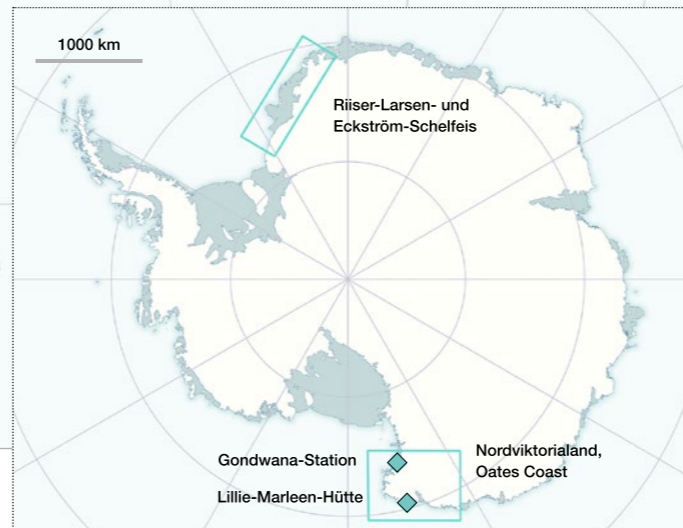 1000 km
Riiser-Larsen- und
Eckström-Schelfeis
Gondwana-Station
Nordviktorialand,
Oates Coast
Lillie-Marleen-Hütte